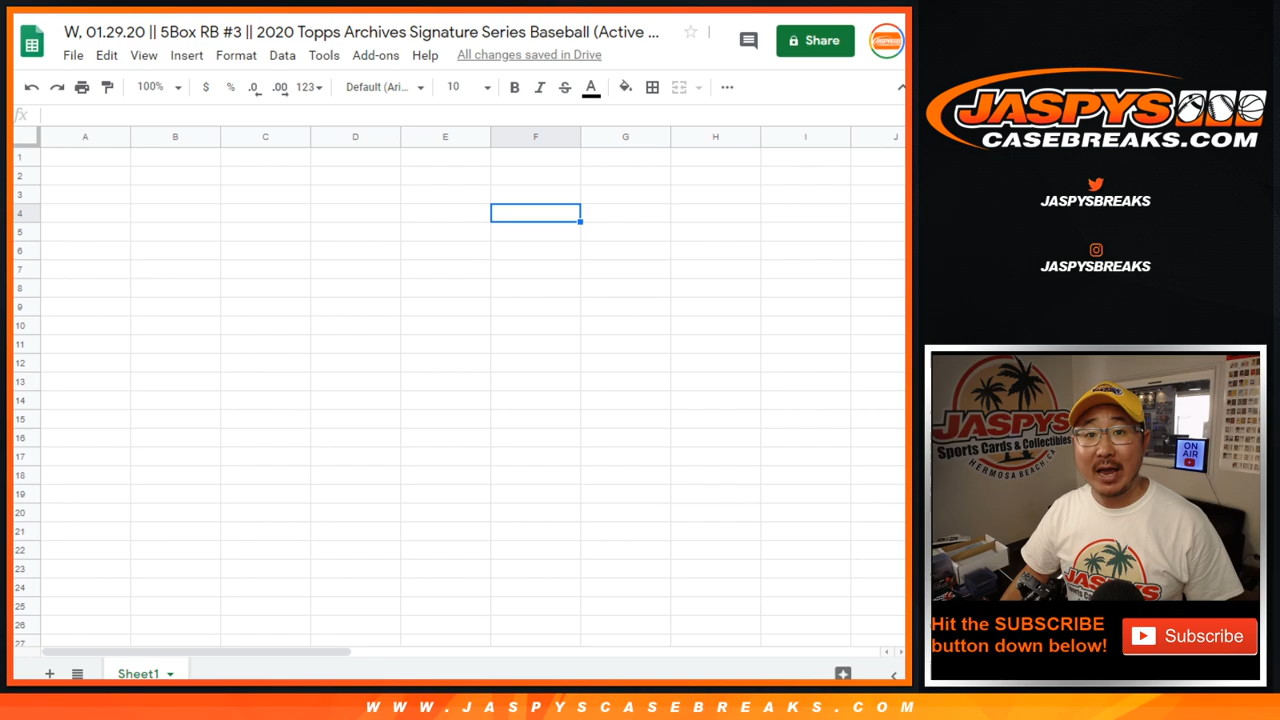 W, 01.29.20 || 5Box RB #3 || 2020 Topps Archives Signature Series Baseball (Active ...
Share
File Edit View Insert Format Data Tools Add-ons Help All changes saved in Drive
100% $ % .0 .00 123 Default (Ari... 10 B I S A ...
fx
A B C D E F G H I J
1
2
3
4
5
6
7
8
9
10
11
12
13
14
15
16
17
18
19
20
21
22
23
24
25
26
27
Sheet1
JASPYS
CASEBREAKS.COM
JASPYSBREAKS
JASPYSBREAKS
JASPYS
Sports Cards & Collectibles
HERMOSA BEACH, CA
ON
AIR
JASPYS
Hit the SUBSCRIBE
button down below!
Subscribe
WWW.JASPYSCASEBREAKS.COM